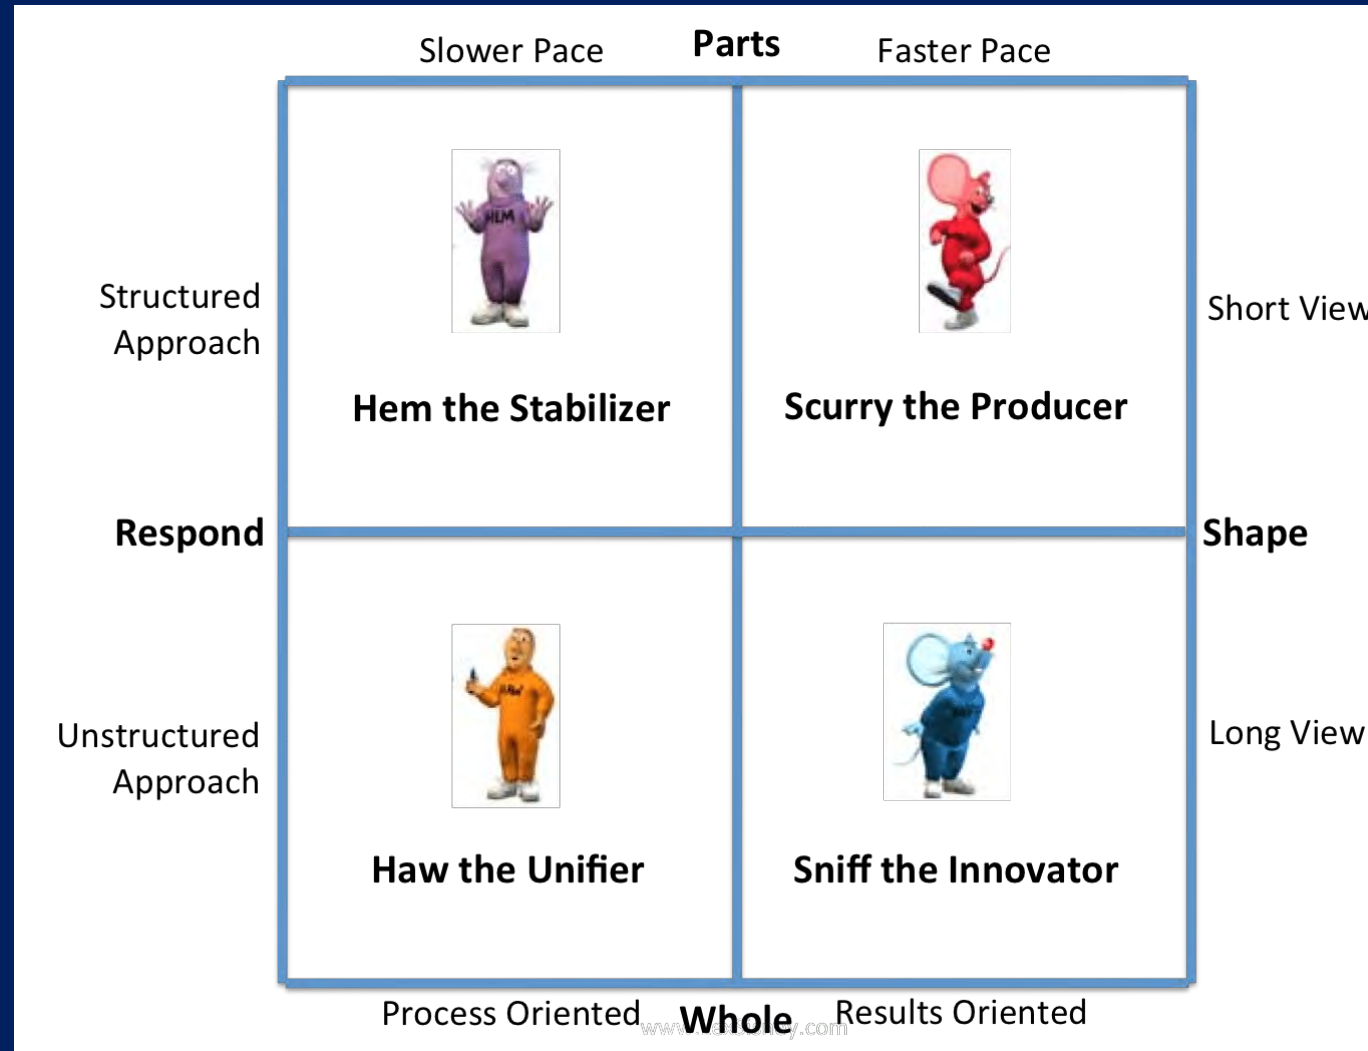 Slower Pace Parts Faster Pace
HEM
Structured
Approach
Short View
Hem the Stabilizer Scurry the Producer
Respond Shape
Unstructured
Approach
Long View
Haw the Unifier Sniff the Innovator
Process Oriented Whole Results Oriented